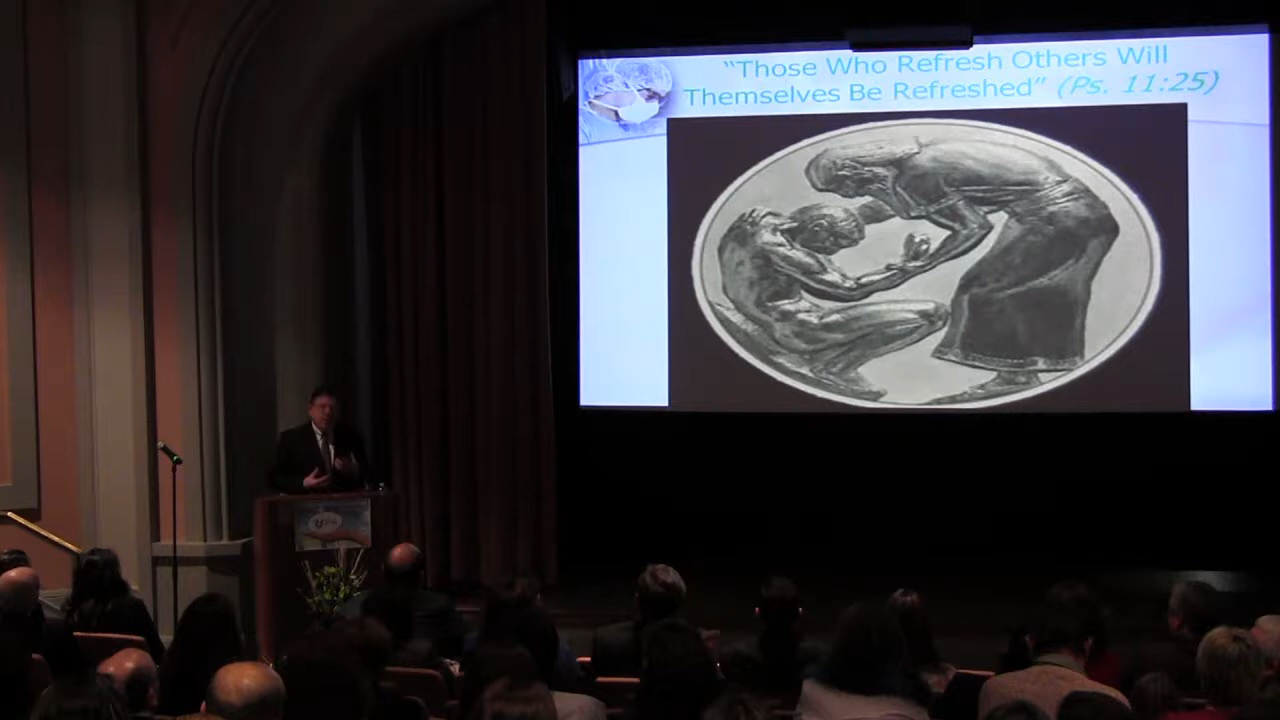 “Those Who Refresh Others Will
Themselves Be Refreshed” (Ps. 11:25)